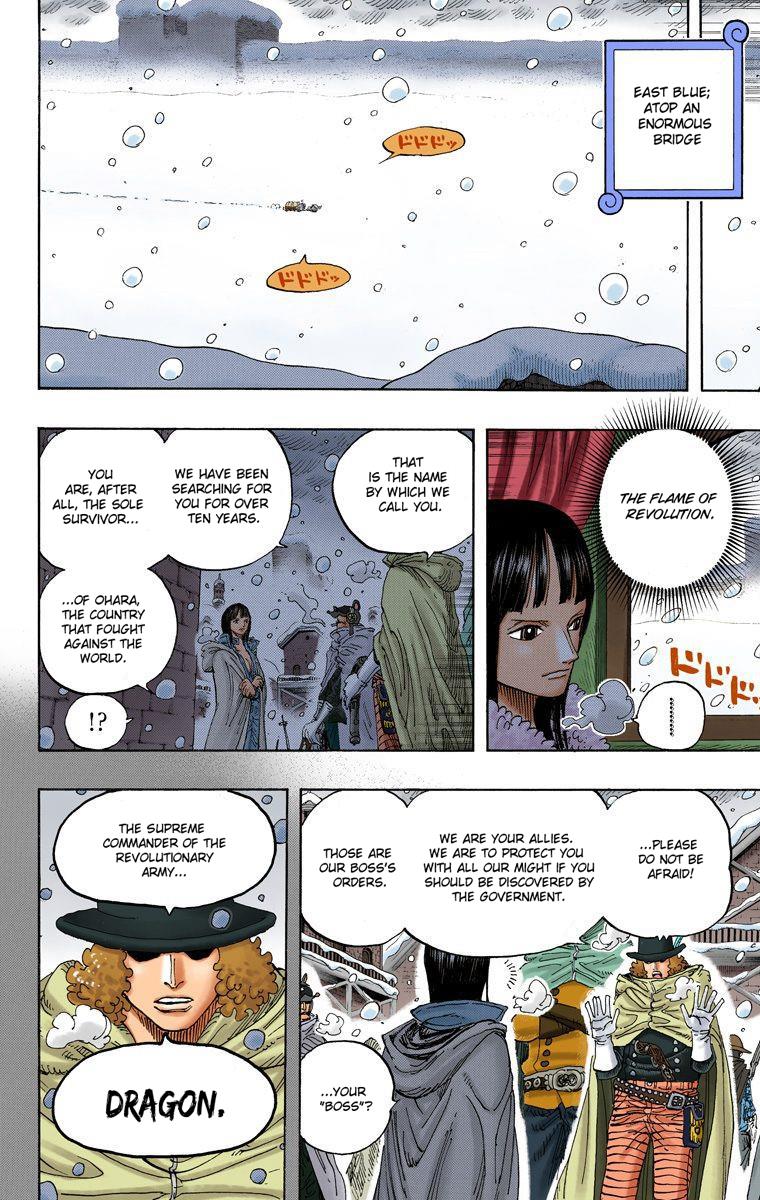 EAST BLUE;
ATOP AN
ENORMOUS
BRIDGE
ドドドッ
ドドドッ
THE FLAME OF
REVOLUTION.
ドドドッ
THAT
IS THE NAME
BY WHICH WE
CALL YOU.
WE HAVE BEEN
SEARCHING FOR
YOU FOR OVER
TEN YEARS.
YOU
ARE, AFTER
ALL, THE SOLE
SURVIVOR...
...OF OHARA,
THE COUNTRY
THAT FOUGHT
AGAINST THE
WORLD.
!?
...PLEASE
DO NOT BE
AFRAID!
WE ARE YOUR ALLIES.
WE ARE TO PROTECT YOU
WITH ALL OUR MIGHT IF YOU
SHOULD BE DISCOVERED BY
THE GOVERNMENT.
THOSE ARE
OUR BOSS'S
ORDERS.
...YOUR
"BOSS"?
THE SUPREME
COMMANDER OF THE
REVOLUTIONARY
ARMY...
DRAGON.